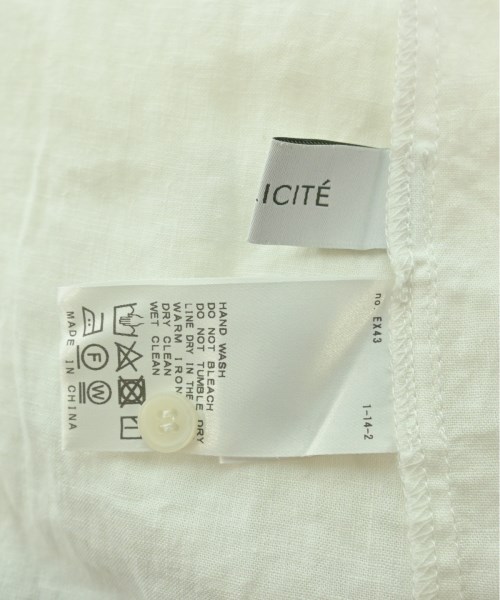 ICITÉ
no. EX43
1-14-2
HAND WASH
DO NOT BLEACH
DO NOT TUMBLE DRY
LINE DRY IN THE
WARM IRON
DRY CLEAN
WET CLEAN
F
W
MADE IN CHINA